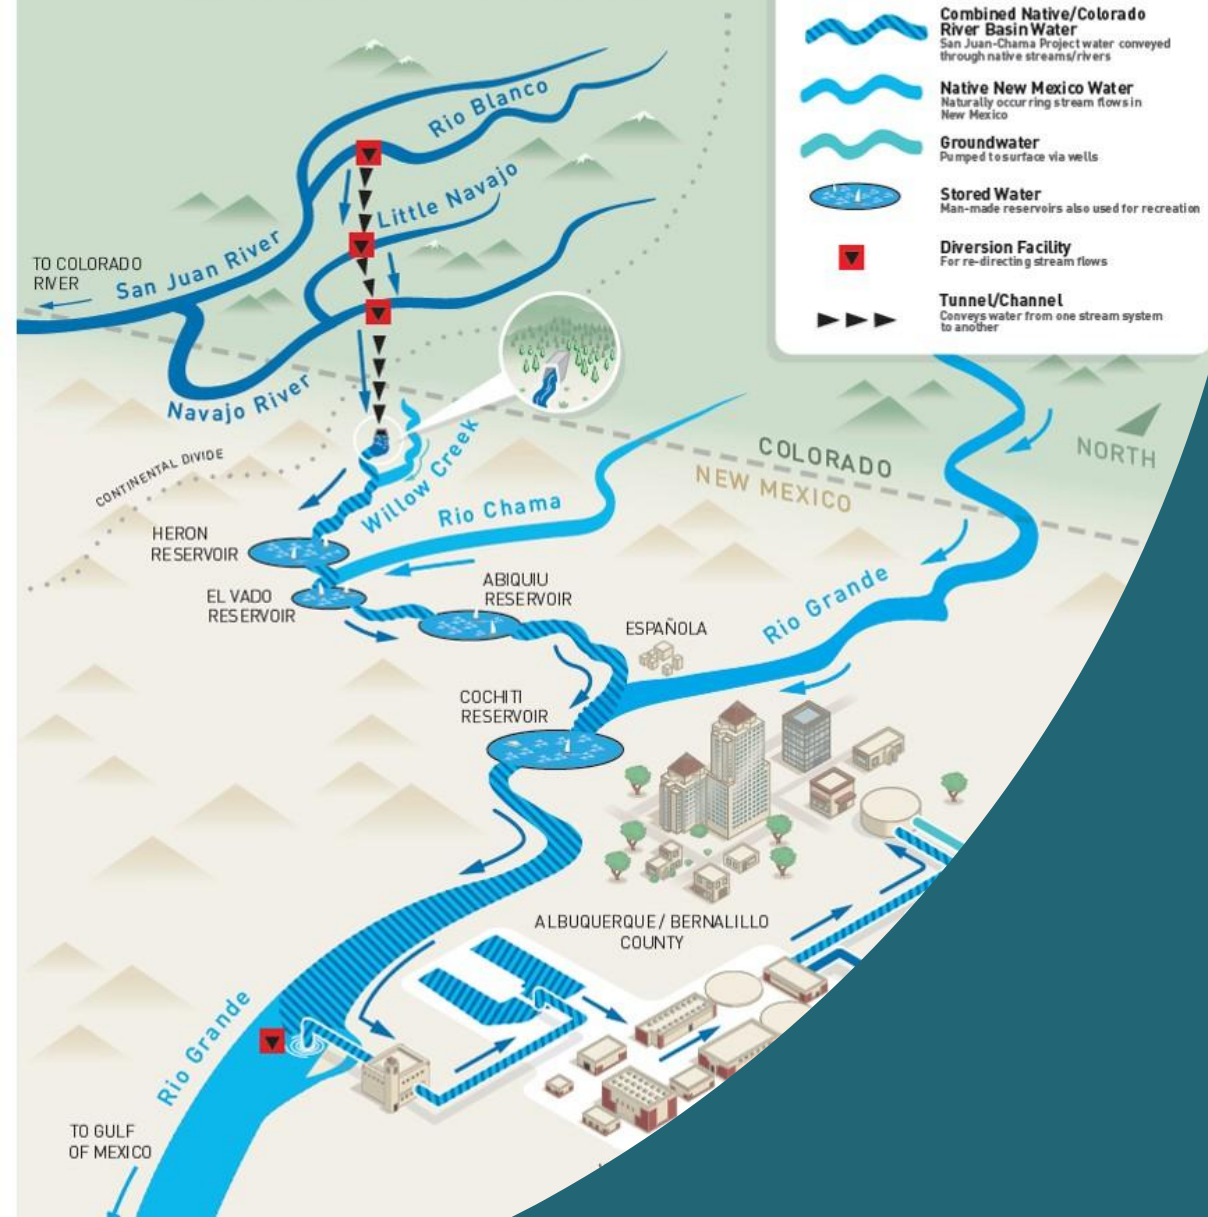 Combined Native/Colorado
River Basin Water
San Juan-Chama Project water conveyed
through native streams/rivers
Native New Mexico Water
Naturally occurring stream flows in
New Mexico
Groundwater
Pumped to surface via wells
Stored Water
Man-made reservoirs also used for recreation
Diversion Facility
For re-directing stream flows
Tunnel/Channel
Conveys water from one stream system
to another
Rio Blanco
Little Navajo
San Juan River
TO COLORADO
RIVER
Navajo River
CONTINENTAL DIVIDE
Willow Creek
Rio Chama
COLORADO
NEW MEXICO
NORTH
HERON
RESERVOIR
EL VADO
RESERVOIR
ABIQUIU
RESERVOIR
ESPAÑOLA
Rio Grande
COCHITI
RESERVOIR
ALBUQUERQUE / BERNALILLO
COUNTY
Rio Grande
TO GULF
OF MEXICO